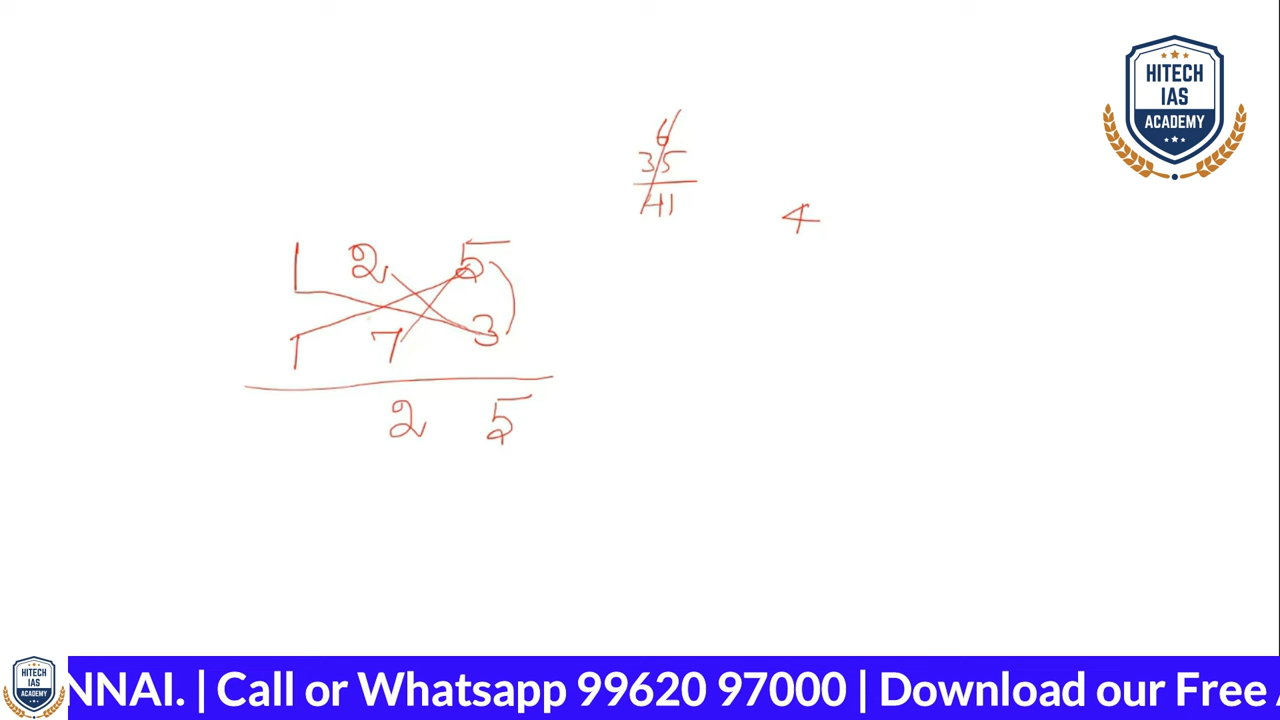 HITECH
IAS
ACADEMY
6
35
41
4
1 2 5
1 7 3
2 5
HITECH
IAS
ACADEMY
NNAI. | Call or Whatsapp 99620 97000 | Download our Free